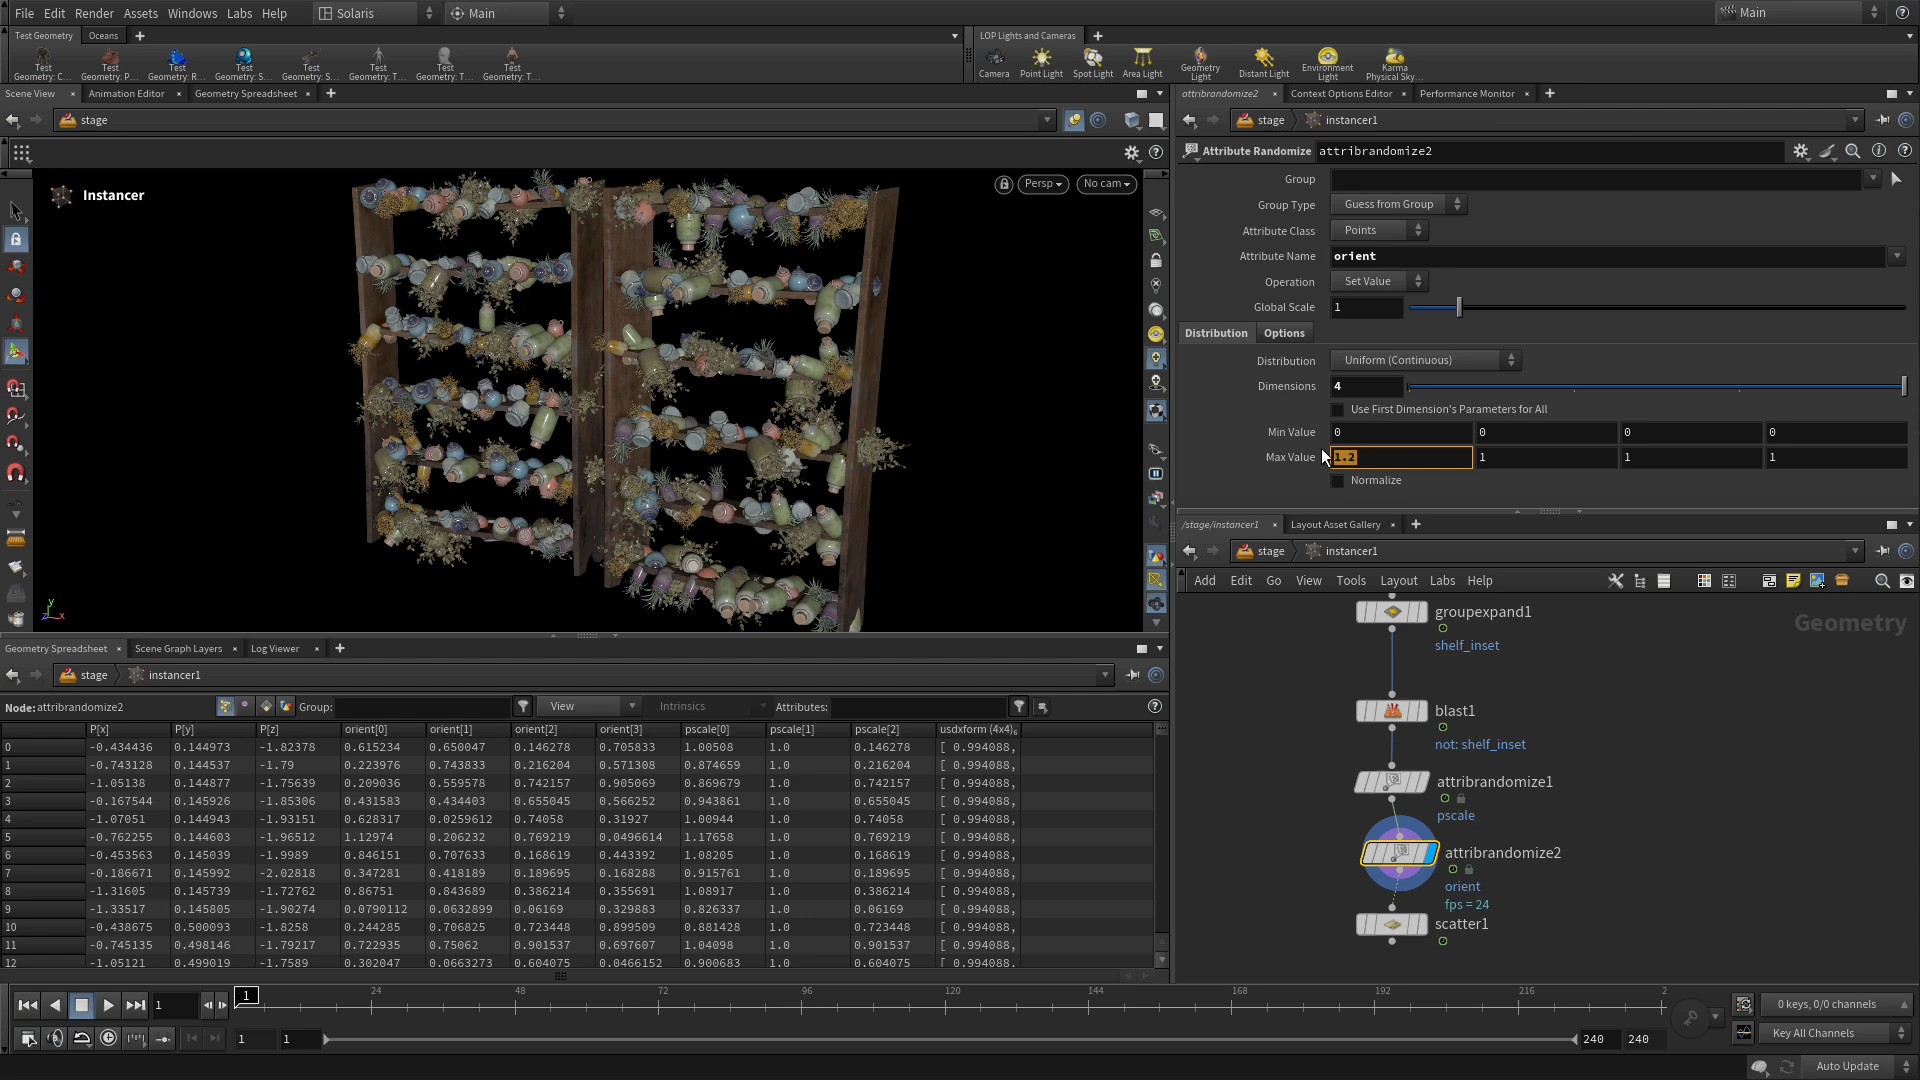 File Edit Render Assets Windows Labs Help Solaris Main Main
Test Geometry Oceans LOP Lights and Cameras
Test Geometry: C... Test Geometry: P... Test Geometry: R... Test Geometry: S... Test Geometry: S... Test Geometry: T... Test Geometry: T... Test Geometry: T... Camera Point Light Spot Light Area Light Geometry Light Distant Light Environment Light Karma Physical Sky...
Scene View Animation Editor Geometry Spreadsheet attribrandomize2 Context Options Editor Performance Monitor
stage stage instancer1
Attribute Randomize attribrandomize2
Instancer Persp No cam
Group
Group Type Guess from Group
Attribute Class Points
Attribute Name orient
Operation Set Value
Global Scale 1
Distribution Options
Distribution Uniform (Continuous)
Dimensions 4
Use First Dimension's Parameters for All
Min Value 0 0 0 0
Max Value 1.2 1 1 1
Normalize
/stage/instancer1 Layout Asset Gallery
stage instancer1
Add Edit Go View Tools Layout Labs Help
Geometry
groupexpand1
shelf_inset
blast1
not: shelf_inset
attribrandomize1
pscale
attribrandomize2
orient
fps = 24
scatter1
y
z x
Geometry Spreadsheet Scene Graph Layers Log Viewer
stage instancer1
Node: attribrandomize2 Group: View Intrinsics Attributes:
P[x] P[y] P[z] orient[0] orient[1] orient[2] orient[3] pscale[0] pscale[1] pscale[2] usdxform (4x4)6
0 -0.434436 0.144973 -1.82378 0.615234 0.650047 0.146278 0.705833 1.00508 1.0 0.146278 [ 0.994088,
1 -0.743128 0.144537 -1.79 0.223976 0.743833 0.216204 0.571308 0.874659 1.0 0.216204 [ 0.994088,
2 -1.05138 0.144877 -1.75639 0.209036 0.559578 0.742157 0.905069 0.869679 1.0 0.742157 [ 0.994088,
3 -0.167544 0.145926 -1.85306 0.431583 0.434403 0.655045 0.566252 0.943861 1.0 0.655045 [ 0.994088,
4 -1.07051 0.144943 -1.93151 0.628317 0.0259612 0.74058 0.31927 1.00944 1.0 0.74058 [ 0.994088,
5 -0.762255 0.144603 -1.96512 1.12974 0.206232 0.769219 0.0496614 1.17658 1.0 0.769219 [ 0.994088,
6 -0.453563 0.145039 -1.9989 0.846151 0.707633 0.168619 0.443392 1.08205 1.0 0.168619 [ 0.994088,
7 -0.186671 0.145992 -2.02818 0.347281 0.418189 0.189695 0.168288 0.915761 1.0 0.189695 [ 0.994088,
8 -1.31605 0.145739 -1.72762 0.86751 0.843689 0.386214 0.355691 1.08917 1.0 0.386214 [ 0.994088,
9 -1.33517 0.145805 -1.90274 0.0790112 0.0632899 0.06169 0.329883 0.826337 1.0 0.06169 [ 0.994088,
10 -0.438675 0.500093 -1.8258 0.244285 0.706825 0.723448 0.899509 0.881428 1.0 0.723448 [ 0.994088,
11 -0.745135 0.498146 -1.79217 0.722935 0.75062 0.901537 0.697607 1.04098 1.0 0.901537 [ 0.994088,
12 -1.05121 0.499019 -1.7589 0.302047 0.0663273 0.604075 0.0466152 0.900683 1.0 0.604075 [ 0.994088,
1 1 24 48 72 96 120 144 168 192 216 2 0 keys, 0/0 channels
1 1 240 240 Key All Channels
Auto Update